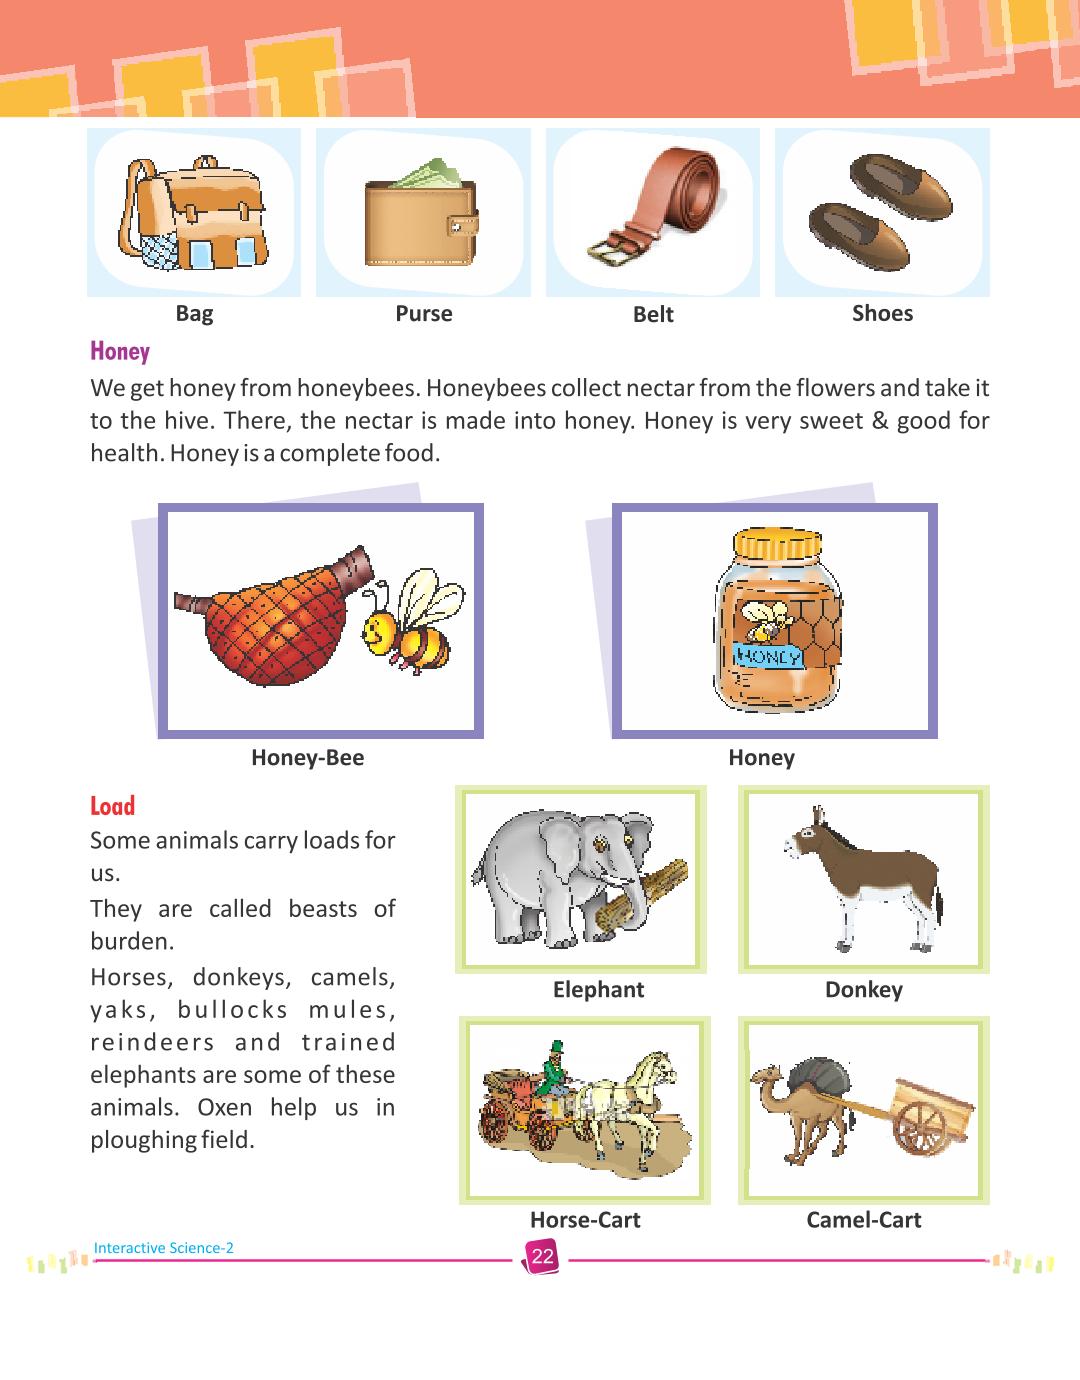 Bag Purse Belt Shoes
Honey
We get honey from honeybees. Honeybees collect nectar from the flowers and take it
to the hive. There, the nectar is made into honey. Honey is very sweet & good for
health. Honey is a complete food.
HONEY
Honey-Bee Honey
Load
Some animals carry loads for
us.
They are called beasts of
burden.
Horses, donkeys, camels,
yaks, bullocks mules,
reindeers and trained
elephants are some of these
animals. Oxen help us in
ploughing field.
Elephant Donkey
Horse-Cart Camel-Cart
Interactive Science-2
22